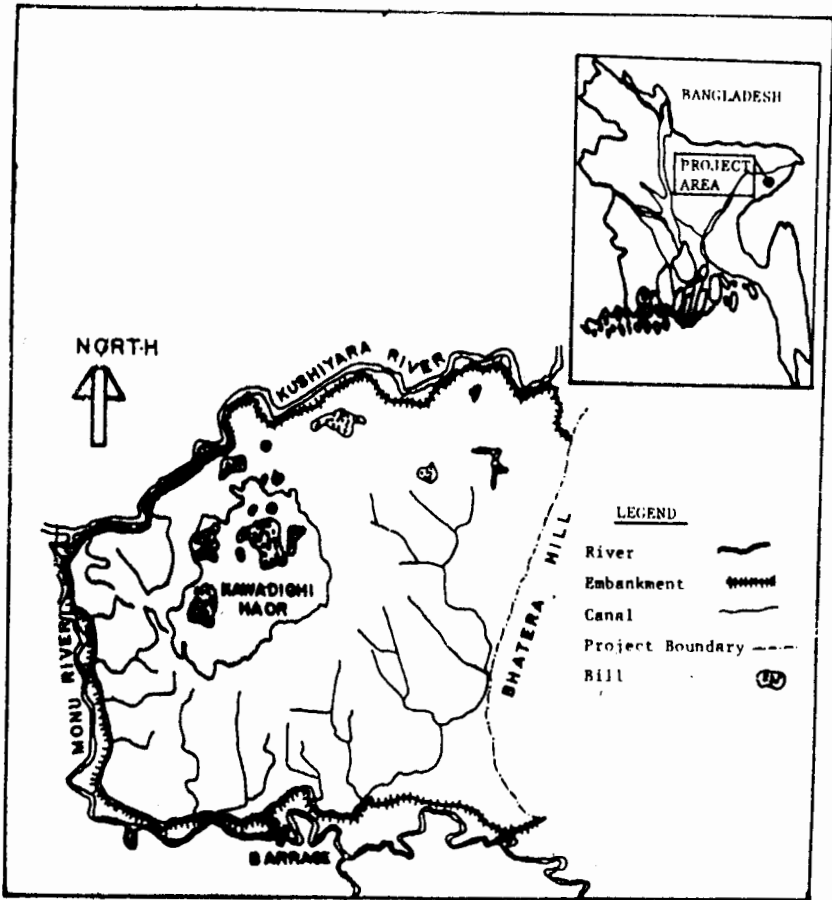 BANGLADESH
PROJECT
AREA
NORTH
KUSHIYARA RIVER
LEGEND
River
Embankment
Canal
Project Boundary
Bill
KAWADIGHI
HAOR
BHATERA HILL
MONU RIVER
BARRAGE